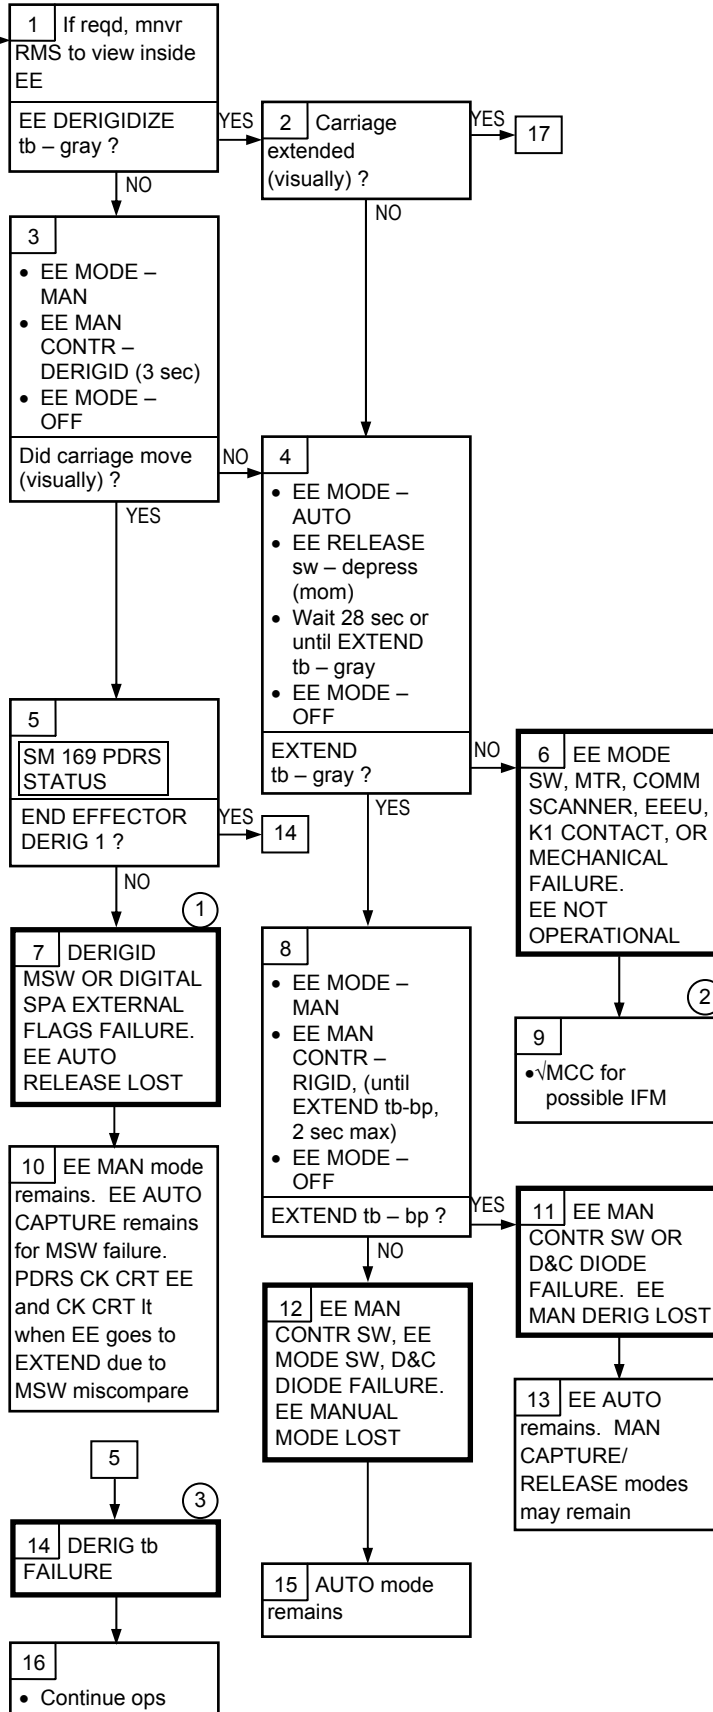 1 If reqd, mnvr
RMS to view inside
EE
EE DERIGIDIZE
tb – gray ?
YES
NO
2 Carriage
extended
(visually) ?
YES
17
NO
3
• EE MODE –
MAN
• EE MAN
CONTR –
DERIGID (3 sec)
• EE MODE –
OFF
Did carriage move
(visually) ?
NO
YES
4
• EE MODE –
AUTO
• EE RELEASE
sw – depress
(mom)
• Wait 28 sec or
until EXTEND
tb – gray
• EE MODE –
OFF
EXTEND
tb – gray ?
NO
YES
5
SM 169 PDRS
STATUS
END EFFECTOR
DERIG 1 ?
YES
14
NO
6 EE MODE
SW, MTR, COMM
SCANNER, EEEU,
K1 CONTACT, OR
MECHANICAL
FAILURE.
EE NOT
OPERATIONAL
1
7 DERIGID
MSW OR DIGITAL
SPA EXTERNAL
FLAGS FAILURE.
EE AUTO
RELEASE LOST
8
• EE MODE –
MAN
• EE MAN
CONTR –
RIGID, (until
EXTEND tb-bp,
2 sec max)
• EE MODE –
OFF
EXTEND tb – bp ?
YES
NO
2
9
•√MCC for
possible IFM
10 EE MAN mode
remains. EE AUTO
CAPTURE remains
for MSW failure.
PDRS CK CRT EE
and CK CRT lt
when EE goes to
EXTEND due to
MSW miscompare
11 EE MAN
CONTR SW OR
D&C DIODE
FAILURE. EE
MAN DERIG LOST
12 EE MAN
CONTR SW, EE
MODE SW, D&C
DIODE FAILURE.
EE MANUAL
MODE LOST
13 EE AUTO
remains. MAN
CAPTURE/
RELEASE modes
may remain
5
3
14 DERIG tb
FAILURE
15 AUTO mode
remains
16
• Continue ops